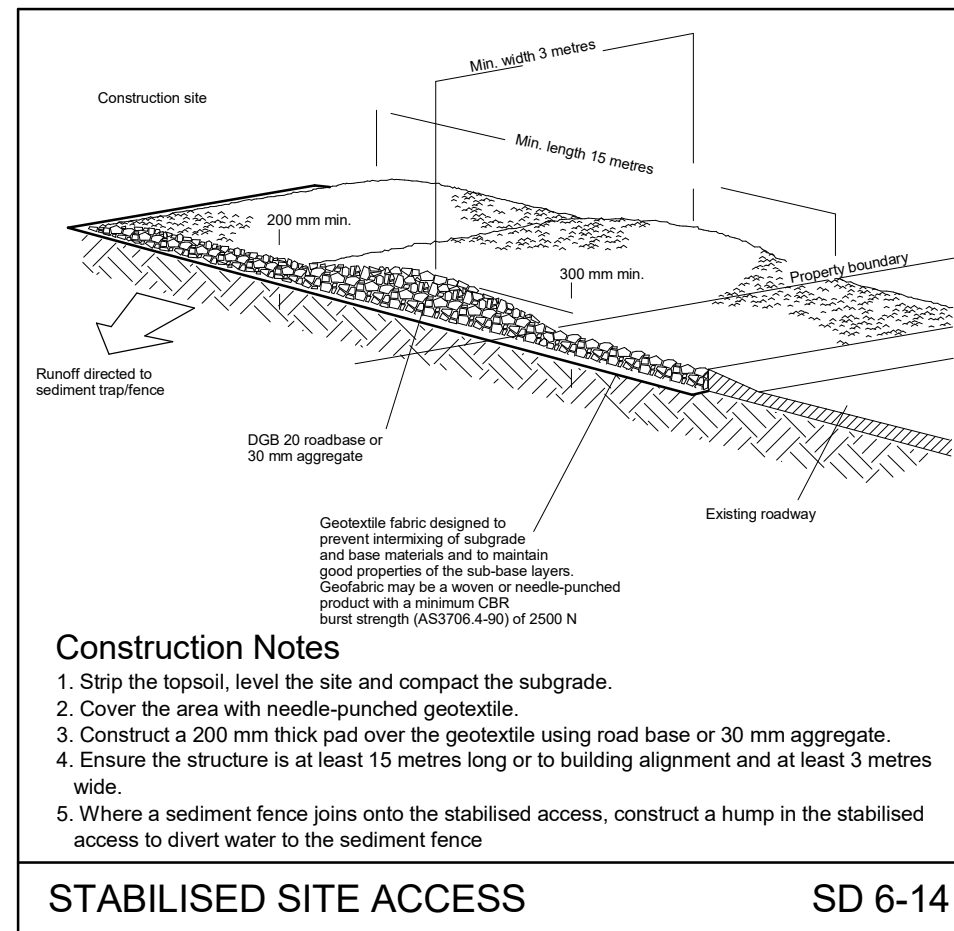 Min. width 3 metres
Construction site
Min. length 15 metres
200 mm min.
300 mm min.
Property boundary
Runoff directed to
sediment trap/fence
DGB 20 roadbase or
30 mm aggregate
Existing roadway
Geotextile fabric designed to
prevent intermixing of subgrade
and base materials and to maintain
good properties of the sub-base layers.
Geofabric may be a woven or needle-punched
product with a minimum CBR
burst strength (AS3706.4-90) of 2500 N
Construction Notes
1. Strip the topsoil, level the site and compact the subgrade.
2. Cover the area with needle-punched geotextile.
3. Construct a 200 mm thick pad over the geotextile using road base or 30 mm aggregate.
4. Ensure the structure is at least 15 metres long or to building alignment and at least 3 metres
wide.
5. Where a sediment fence joins onto the stabilised access, construct a hump in the stabilised
access to divert water to the sediment fence
STABILISED SITE ACCESS SD 6-14